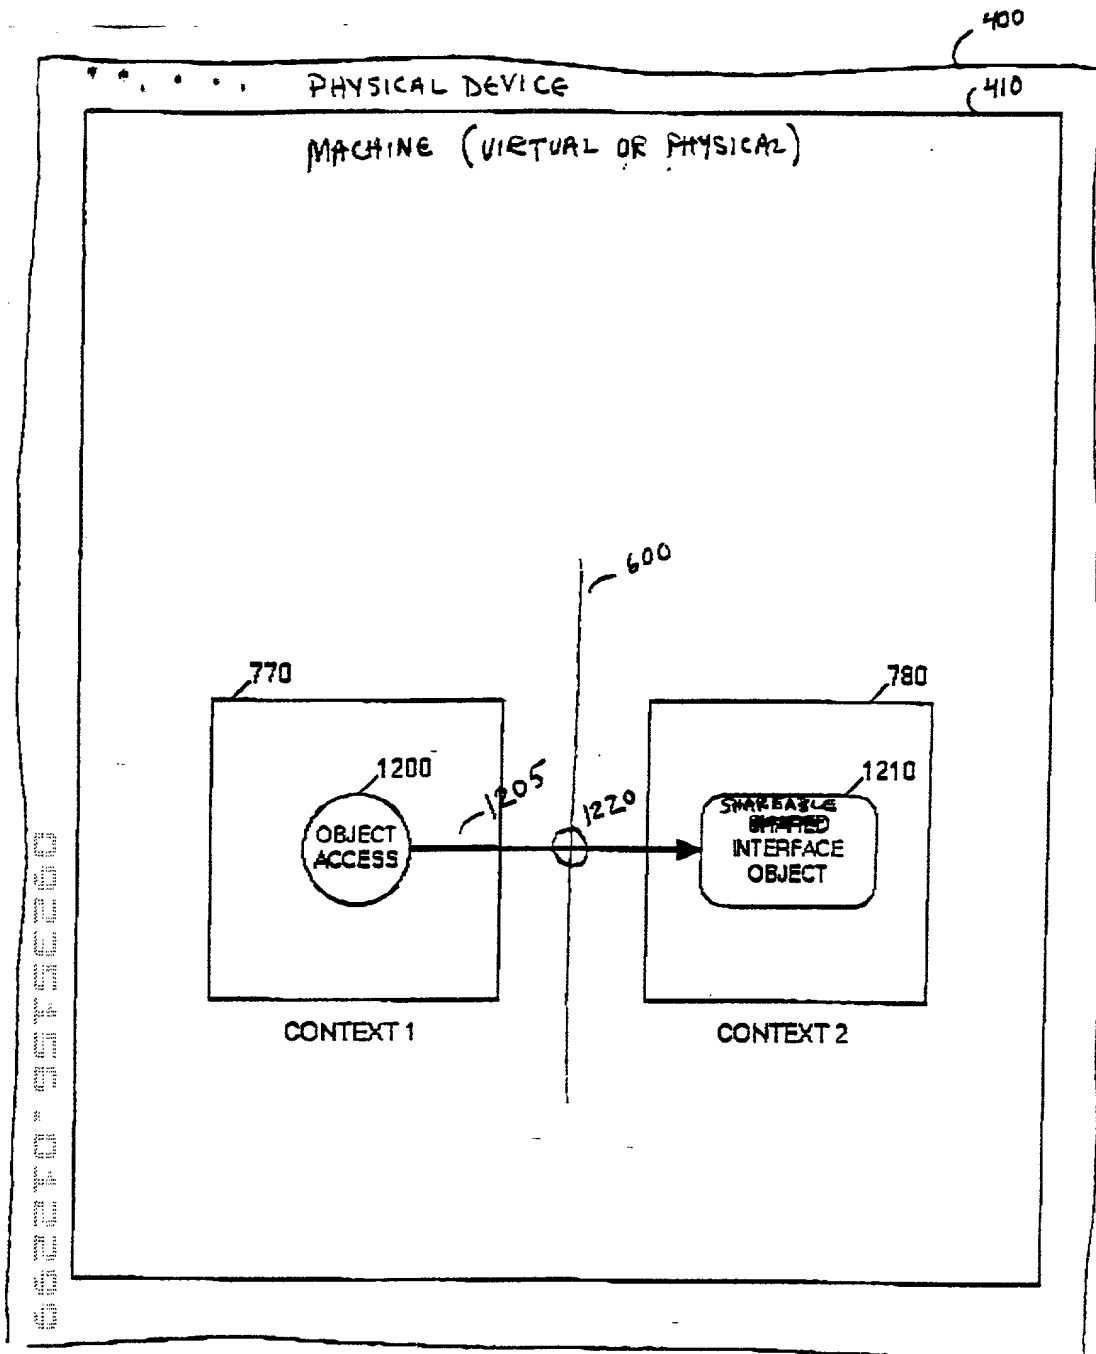 400
PHYSICAL DEVICE
410
MACHINE (VIRTUAL OR PHYSICAL)
600
770
780
1200
1205
1220
1210
OBJECT
ACCESS
SHAREABLE
SHARED
INTERFACE
OBJECT
CONTEXT 1
CONTEXT 2